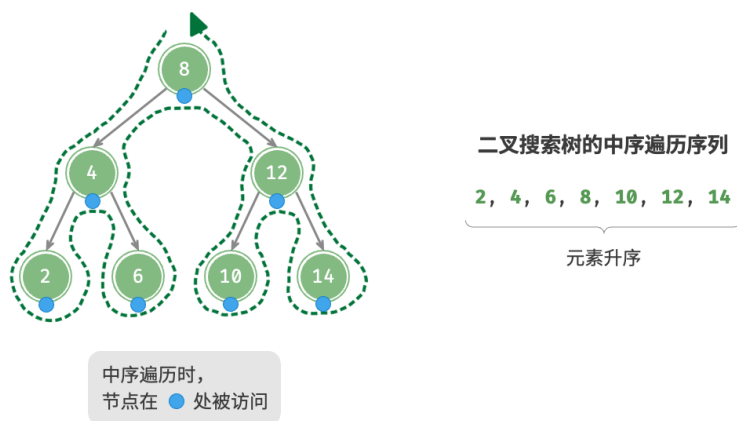 8
4
12
2
6
10
14
二叉搜索树的中序遍历序列
2, 4, 6, 8, 10, 12, 14
元素升序
中序遍历时，
节点在 处被访问